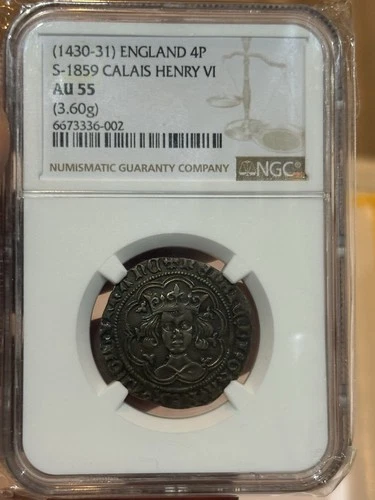 (1430-31) ENGLAND 4P
S-1859 CALAIS HENRY VI
AU 55
(3.60g)
6673336-002
NUMISMATIC GUARANTY COMPANY
NGC